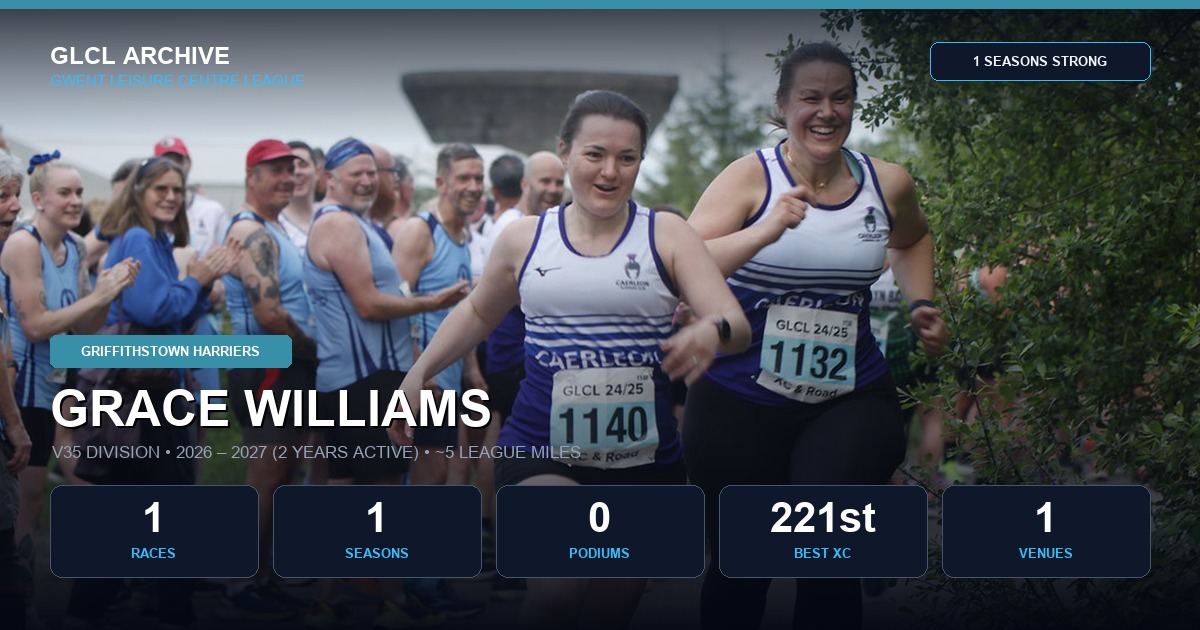 GLCL ARCHIVE
GWENT LEISURE CENTRE LEAGUE
1 SEASONS STRONG
CAERLEON
CAERLEON
GLCL 24/25
1132
XC & Road
CAERLEON
GLCL 24/25
1140
& Road
GRIFFITHSTOWN HARRIERS
GRACE WILLIAMS
V35 DIVISION • 2026 – 2027 (2 YEARS ACTIVE) • ~5 LEAGUE MILES
1
RACES
1
SEASONS
0
PODIUMS
221st
BEST XC
1
VENUES